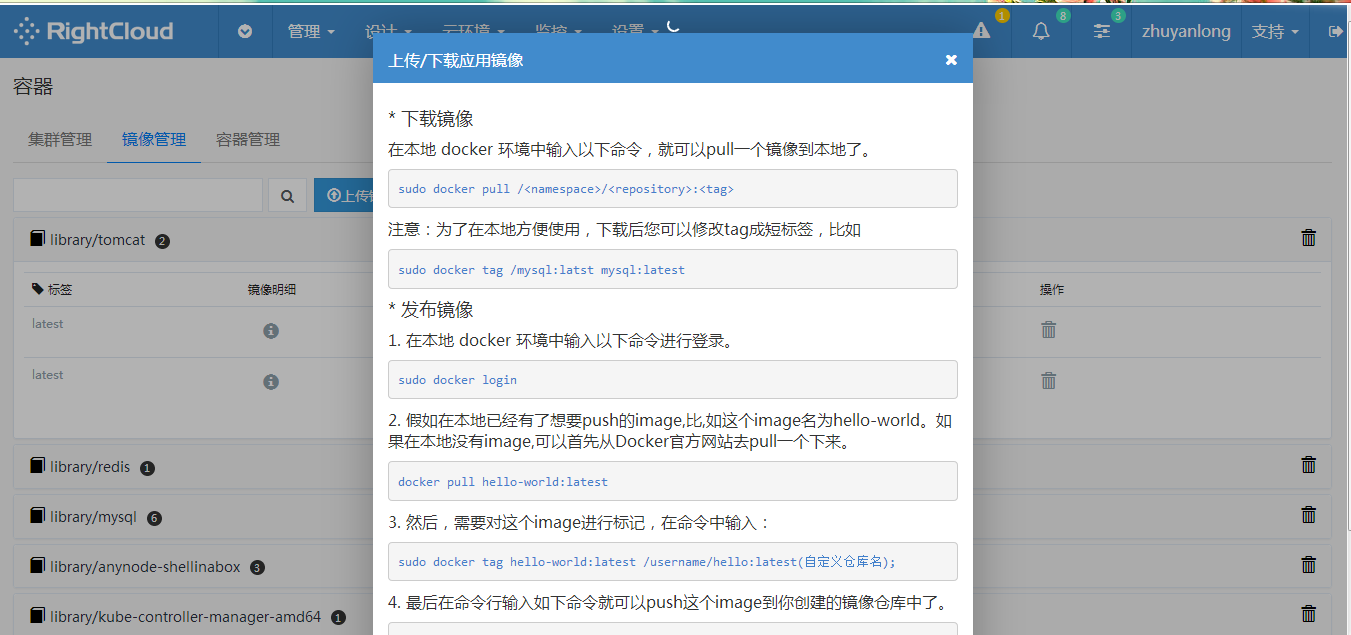 RightCloud 管理 设计 云环境 监控 设置 1 8 3 zhuyanlong 支持
上传/下载应用镜像
容器
集群管理 镜像管理 容器管理
上传镜
library/tomcat 2
标签 镜像明细 操作
latest
latest
library/redis 1
library/mysql 6
library/anynode-shellinabox 3
library/kube-controller-manager-amd64 1
* 下载镜像
在本地 docker 环境中输入以下命令，就可以pull一个镜像到本地了。
sudo docker pull /<namespace>/<repository>:<tag>
注意：为了在本地方便使用，下载后您可以修改tag成短标签，比如
sudo docker tag /mysql:latst mysql:latest
* 发布镜像
1. 在本地 docker 环境中输入以下命令进行登录。
sudo docker login
2. 假如在本地已经有了想要push的image,比,如这个image名为hello-world。如
果在本地没有image,可以首先从Docker官方网站去pull一个下来。
docker pull hello-world:latest
3. 然后，需要对这个image进行标记，在命令中输入：
sudo docker tag hello-world:latest /username/hello:latest(自定义仓库名);
4. 最后在命令行输入如下命令就可以push这个image到你创建的镜像仓库中了。